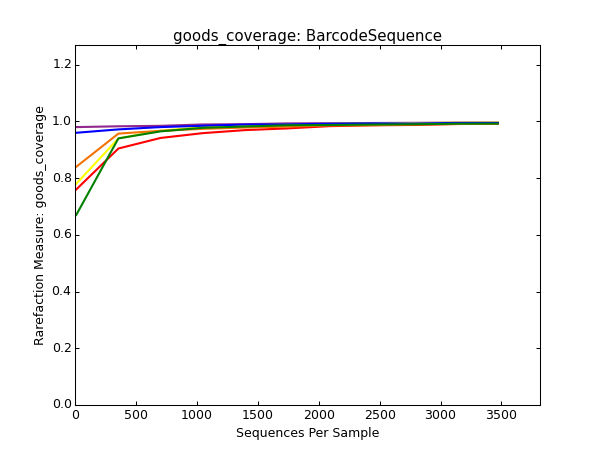 goods_coverage: BarcodeSequence
1.2
1.0
0.8
0.6
0.4
0.2
0.0
Rarefaction Measure: goods_coverage
0 500 1000 1500 2000 2500 3000 3500
Sequences Per Sample